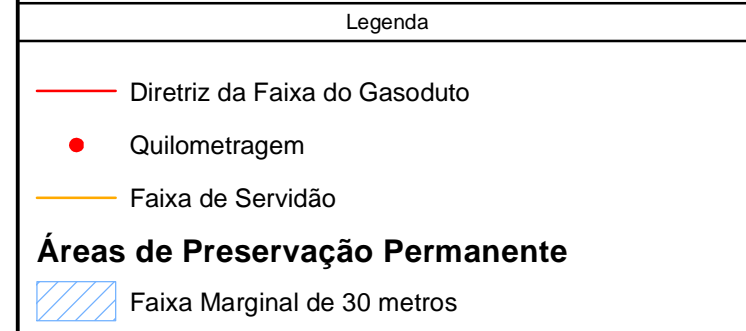 Legenda
Diretriz da Faixa do Gasoduto
Quilometragem
Faixa de Servidão
Áreas de Preservação Permanente
Faixa Marginal de 30 metros